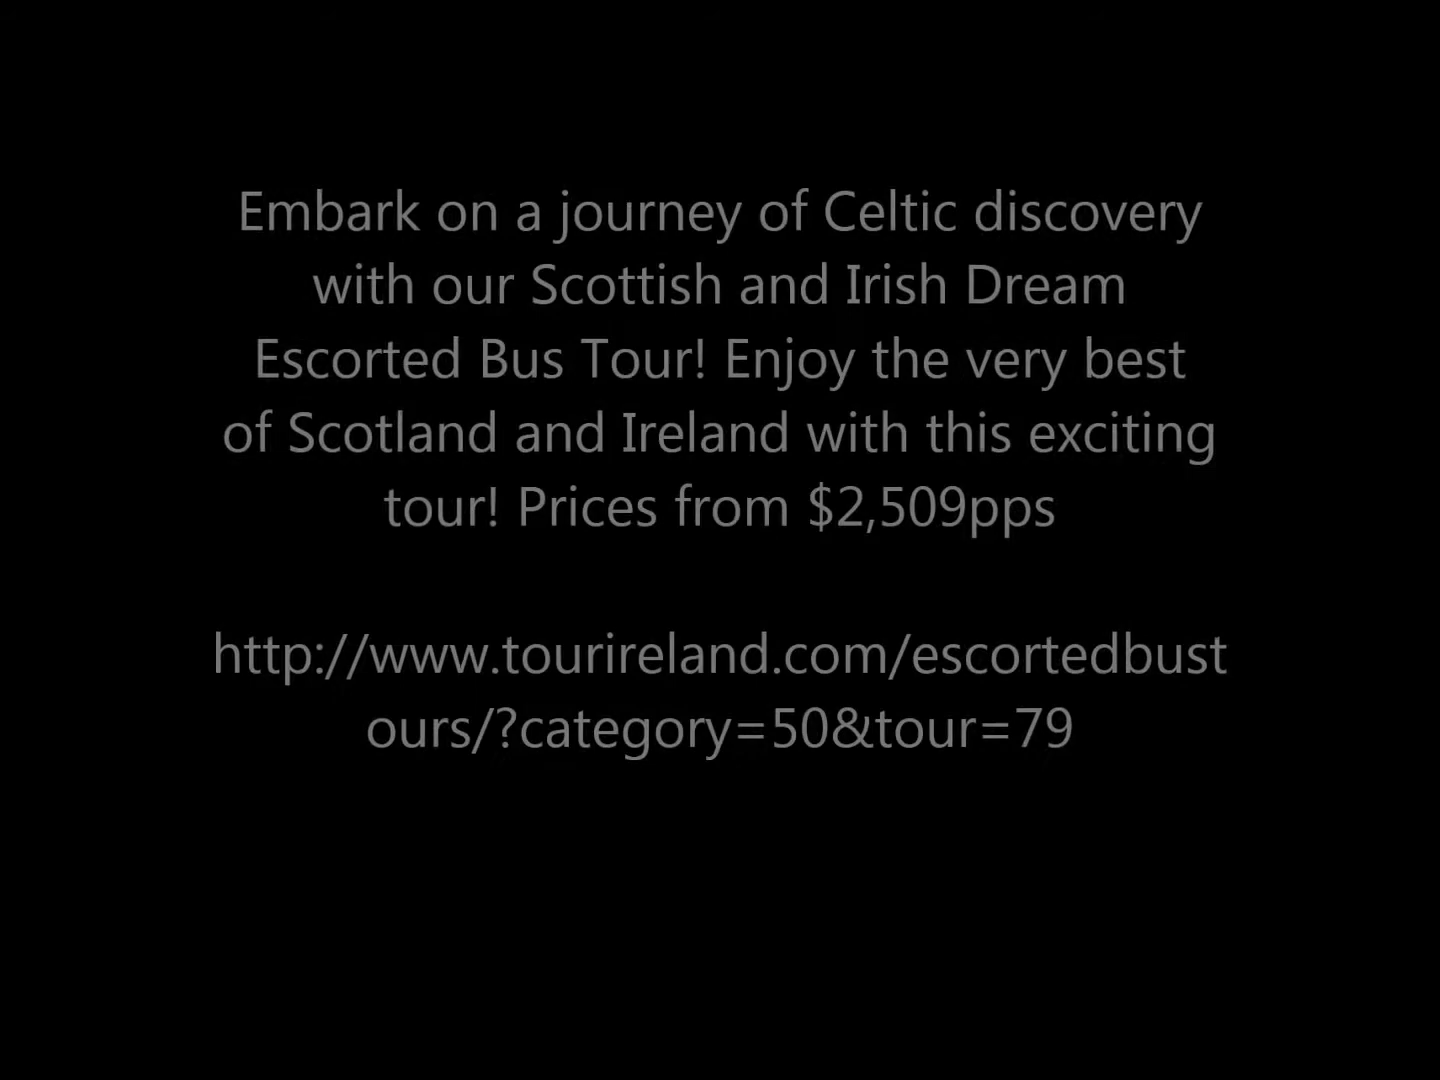 Embark on a journey of Celtic discovery
with our Scottish and Irish Dream
Escorted Bus Tour! Enjoy the very best
of Scotland and Ireland with this exciting
tour! Prices from $2,509pps
http://www.tourireland.com/escortedbust
ours/?category=50&tour=79